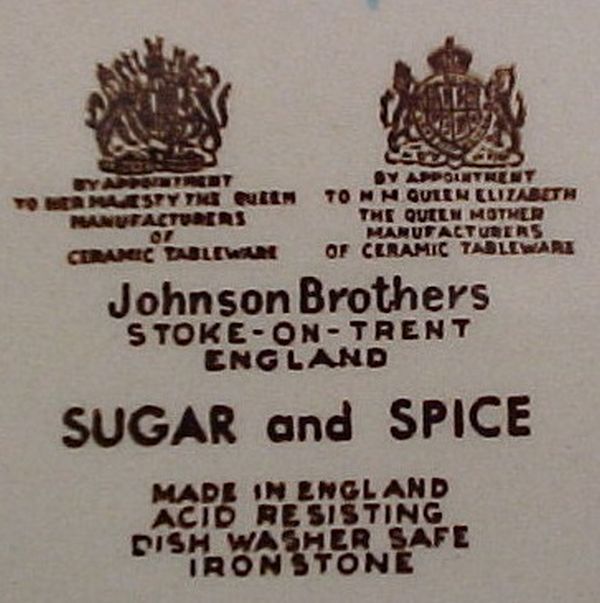 BY APPOINTMENT
TO HER MAJESTY THE QUEEN
MANUFACTURERS
OF
CERAMIC TABLEWARE
BY APPOINTMENT
TO H M QUEEN ELIZABETH
THE QUEEN MOTHER
MANUFACTURERS
OF CERAMIC TABLEWARE
Johnson Brothers
STOKE-ON-TRENT
ENGLAND
SUGAR and SPICE
MADE IN ENGLAND
ACID RESISTING
DISH WASHER SAFE
IRONSTONE